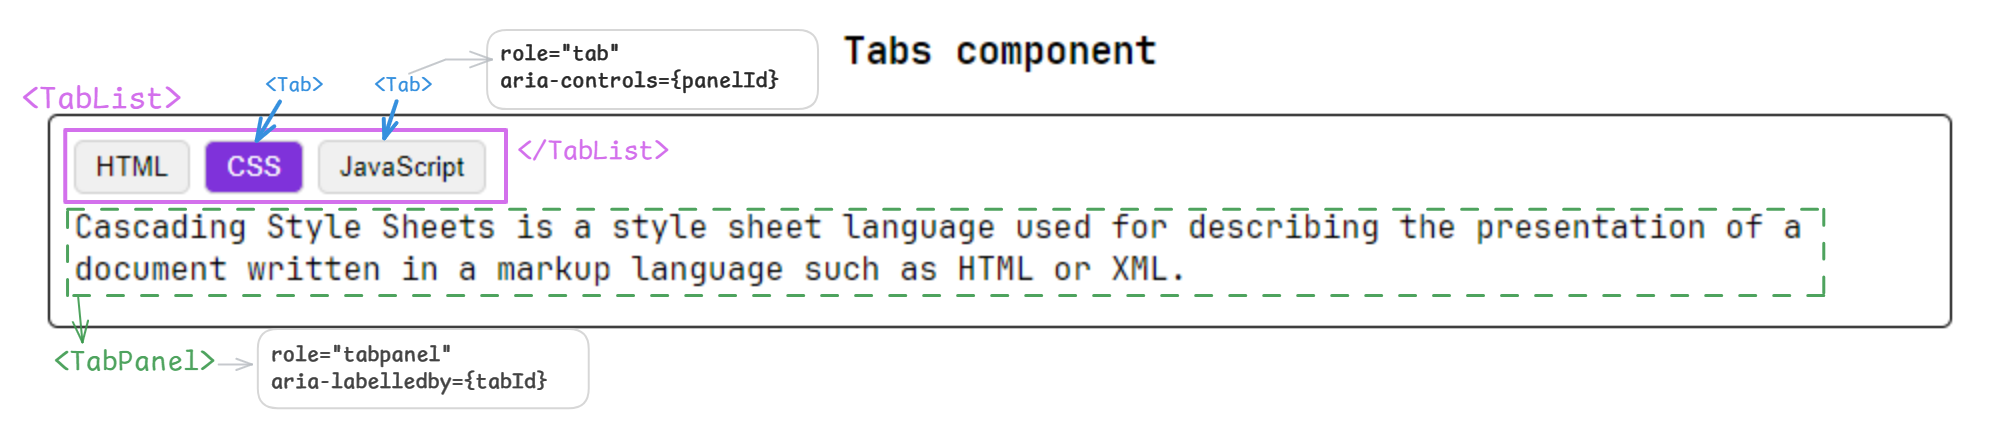 Tabs component
role="tab"
aria-controls={panelId}
<Tab>
<Tab>
<TabList>
HTML
CSS
JavaScript
</TabList>
Cascading Style Sheets is a style sheet language used for describing the presentation of a
document written in a markup language such as HTML or XML.
<TabPanel>
role="tabpanel"
aria-labelledby={tabId}